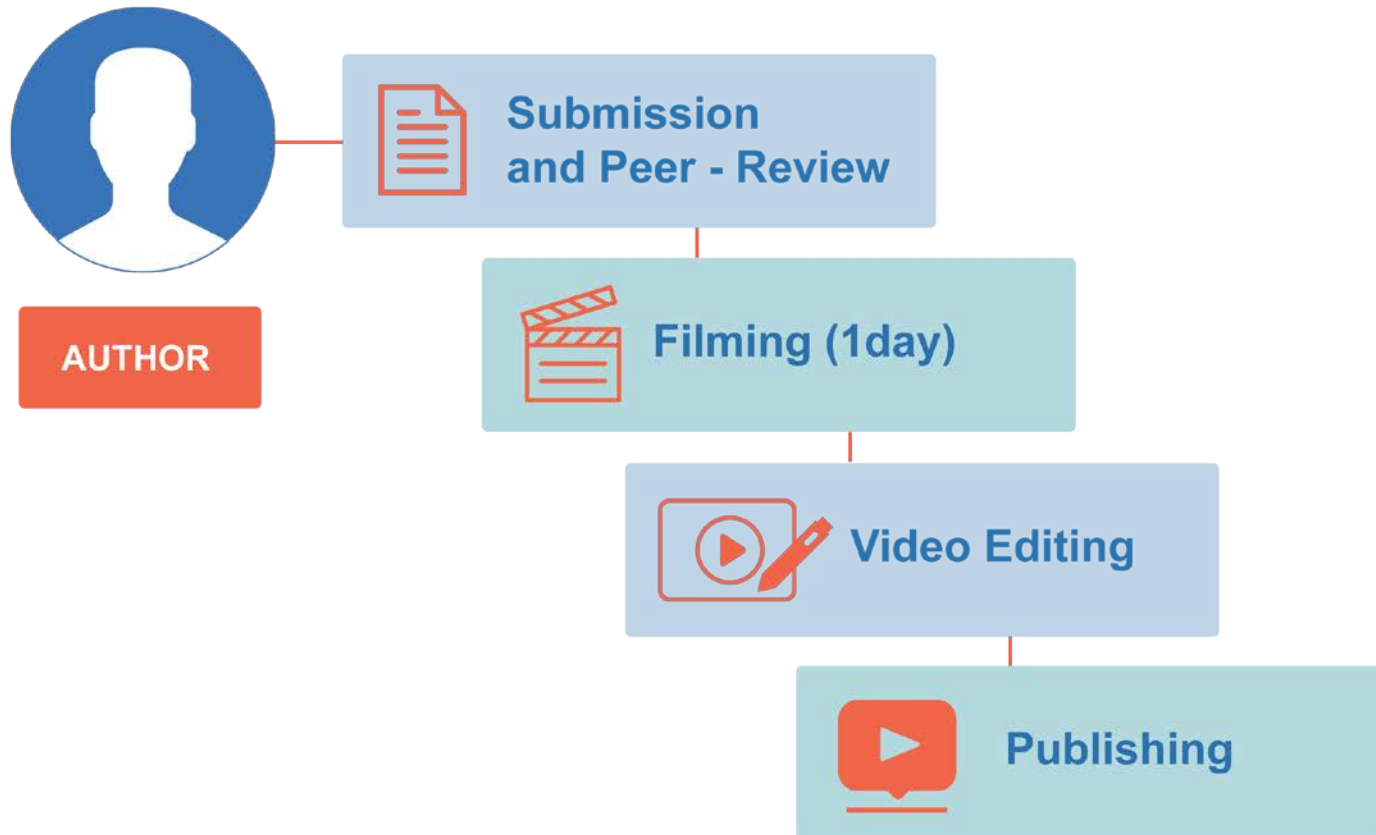 Submission
and Peer - Review
AUTHOR
Filming (1day)
Video Editing
Publishing